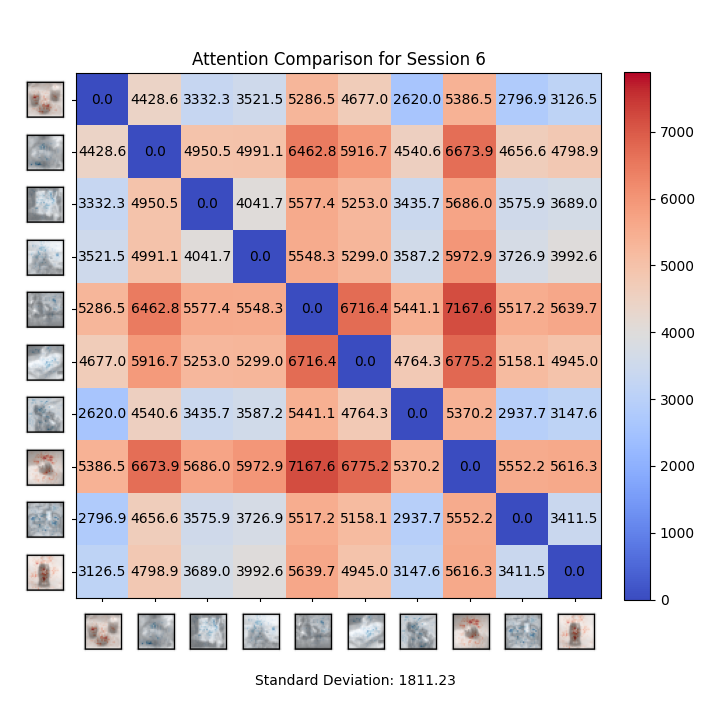 Attention Comparison for Session 6
0.0 4428.6 3332.3 3521.5 5286.5 4677.0 2620.0 5386.5 2796.9 3126.5
4428.6 0.0 4950.5 4991.1 6462.8 5916.7 4540.6 6673.9 4656.6 4798.9
3332.3 4950.5 0.0 4041.7 5577.4 5253.0 3435.7 5686.0 3575.9 3689.0
3521.5 4991.1 4041.7 0.0 5548.3 5299.0 3587.2 5972.9 3726.9 3992.6
5286.5 6462.8 5577.4 5548.3 0.0 6716.4 5441.1 7167.6 5517.2 5639.7
4677.0 5916.7 5253.0 5299.0 6716.4 0.0 4764.3 6775.2 5158.1 4945.0
2620.0 4540.6 3435.7 3587.2 5441.1 4764.3 0.0 5370.2 2937.7 3147.6
5386.5 6673.9 5686.0 5972.9 7167.6 6775.2 5370.2 0.0 5552.2 5616.3
2796.9 4656.6 3575.9 3726.9 5517.2 5158.1 2937.7 5552.2 0.0 3411.5
3126.5 4798.9 3689.0 3992.6 5639.7 4945.0 3147.6 5616.3 3411.5 0.0
7000
6000
5000
4000
3000
2000
1000
0
Standard Deviation: 1811.23